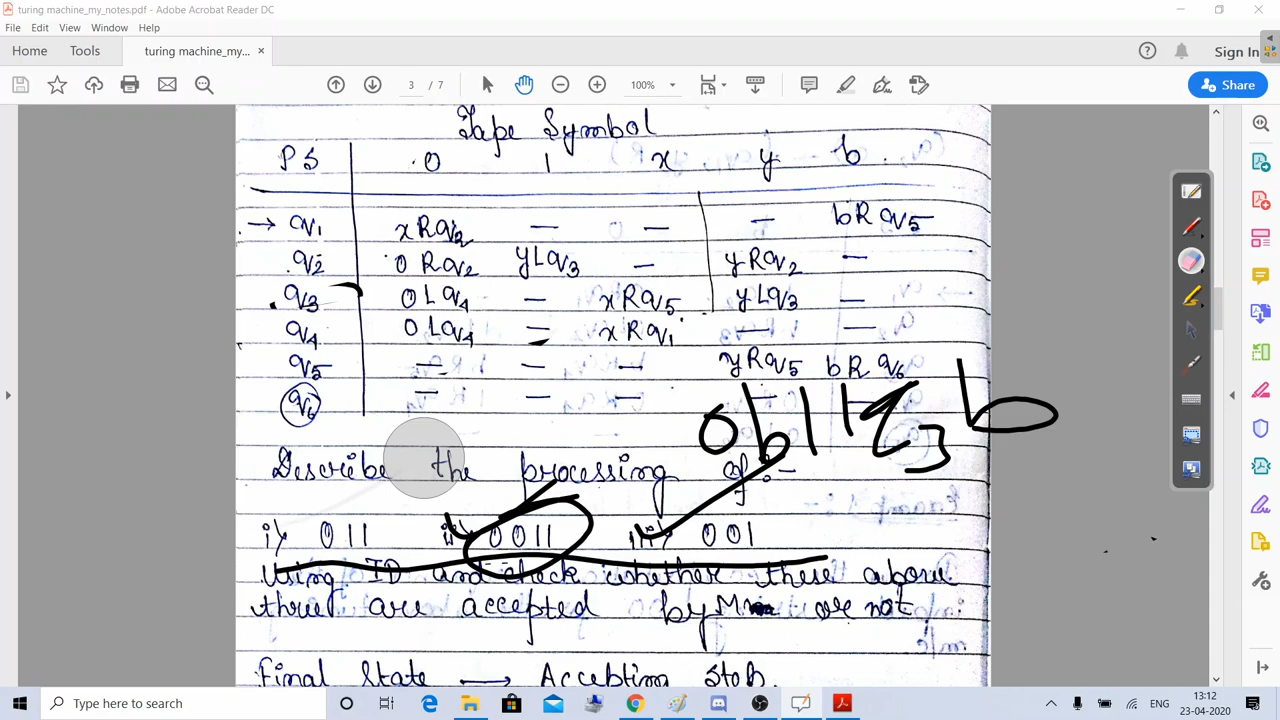 turing machine_my_notes.pdf - Adobe Acrobat Reader DC
File Edit View Window Help
Home Tools turing machine_my... × Sign In
3 / 7 100% Share
Tape Symbol
PS 0 1 x y b
→ q1 xRq2 — — — bRq5
q2 0Rq2 yLq3 — yRq2 —
q3 0Lq4 — xRq5 yLq3 —
q4 0Lq4 — xRq1 — —
q5 — — — yRq5 bRq6
q6 — — — — —
0b11q3b
Describe the processing of :-
i) 011 ii) 0011 iii) 001
Using ID and check whether these above
three are accepted by M or not
Final State → Accepting stop.
Type here to search
ENG 13:12
23-04-2020